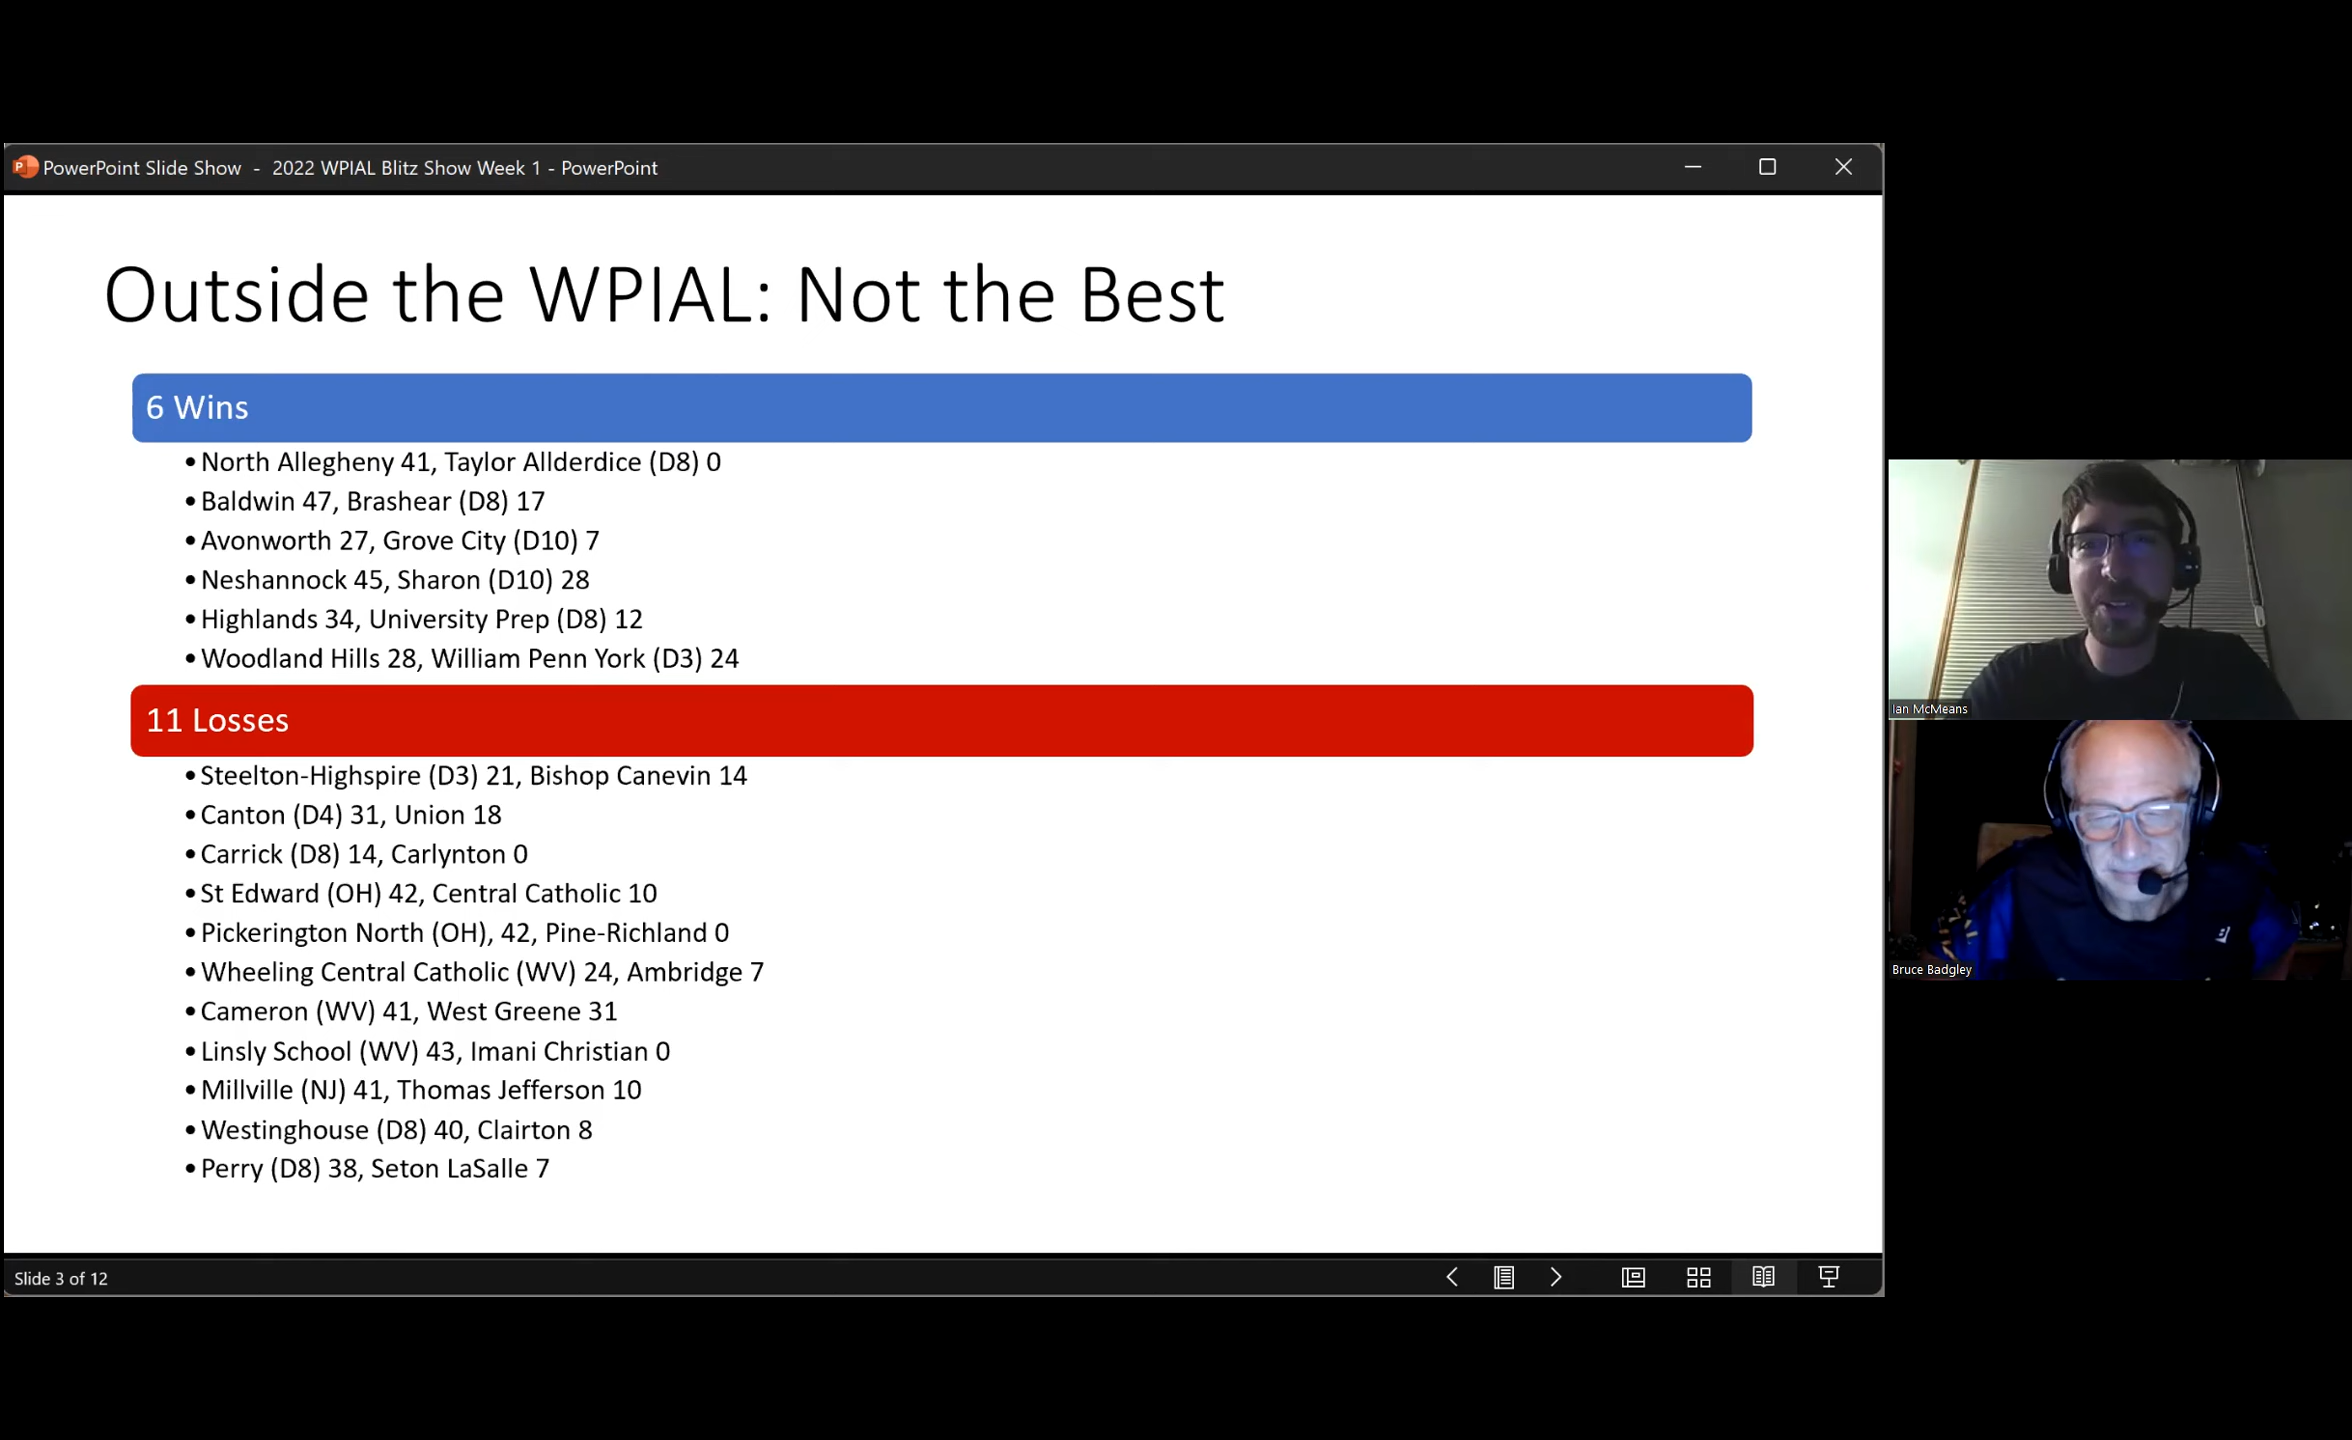 PowerPoint Slide Show - 2022 WPIAL Blitz Show Week 1 - PowerPoint
Outside the WPIAL: Not the Best
6 Wins
• North Allegheny 41, Taylor Allderdice (D8) 0
• Baldwin 47, Brashear (D8) 17
• Avonworth 27, Grove City (D10) 7
• Neshannock 45, Sharon (D10) 28
• Highlands 34, University Prep (D8) 12
• Woodland Hills 28, William Penn York (D3) 24
11 Losses
• Steelton-Highspire (D3) 21, Bishop Canevin 14
• Canton (D4) 31, Union 18
• Carrick (D8) 14, Carlynton 0
• St Edward (OH) 42, Central Catholic 10
• Pickerington North (OH), 42, Pine-Richland 0
• Wheeling Central Catholic (WV) 24, Ambridge 7
• Cameron (WV) 41, West Greene 31
• Linsly School (WV) 43, Imani Christian 0
• Millville (NJ) 41, Thomas Jefferson 10
• Westinghouse (D8) 40, Clairton 8
• Perry (D8) 38, Seton LaSalle 7
Slide 3 of 12
Ian McMeans
Bruce Badgley